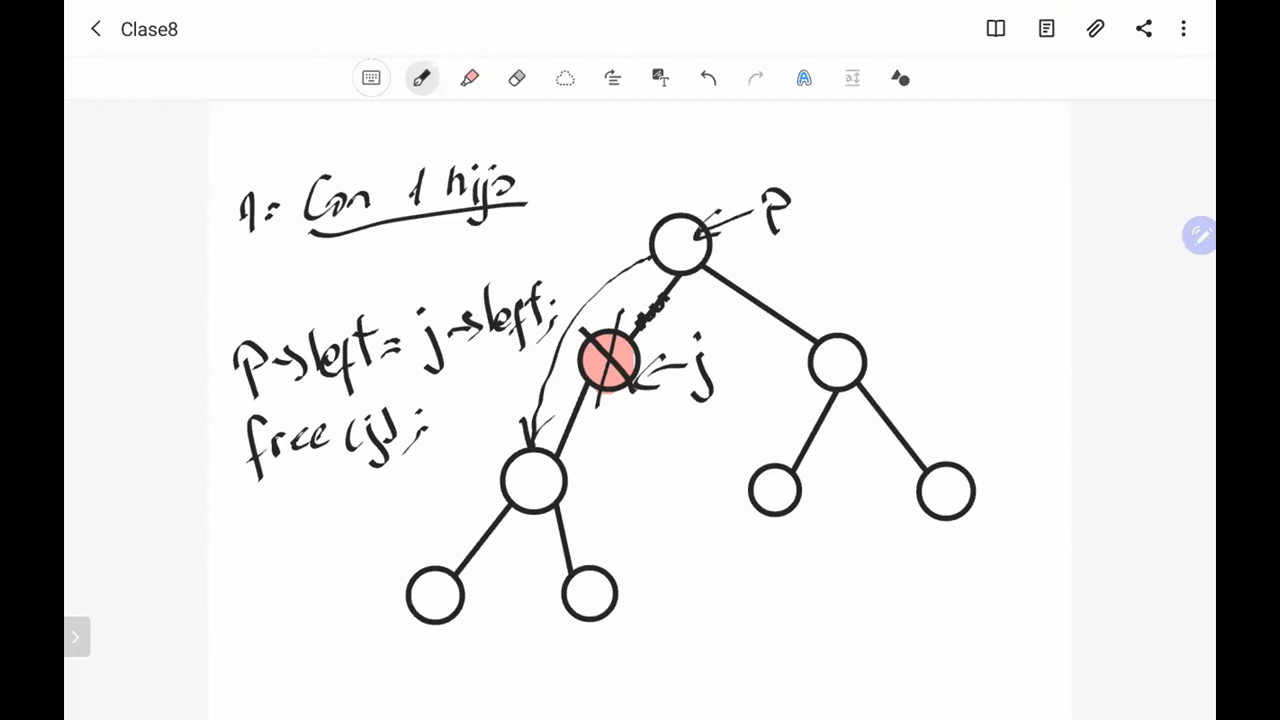 Clase8
1: Con 1 hijo
P
P->left = j->left;
j
free(j);